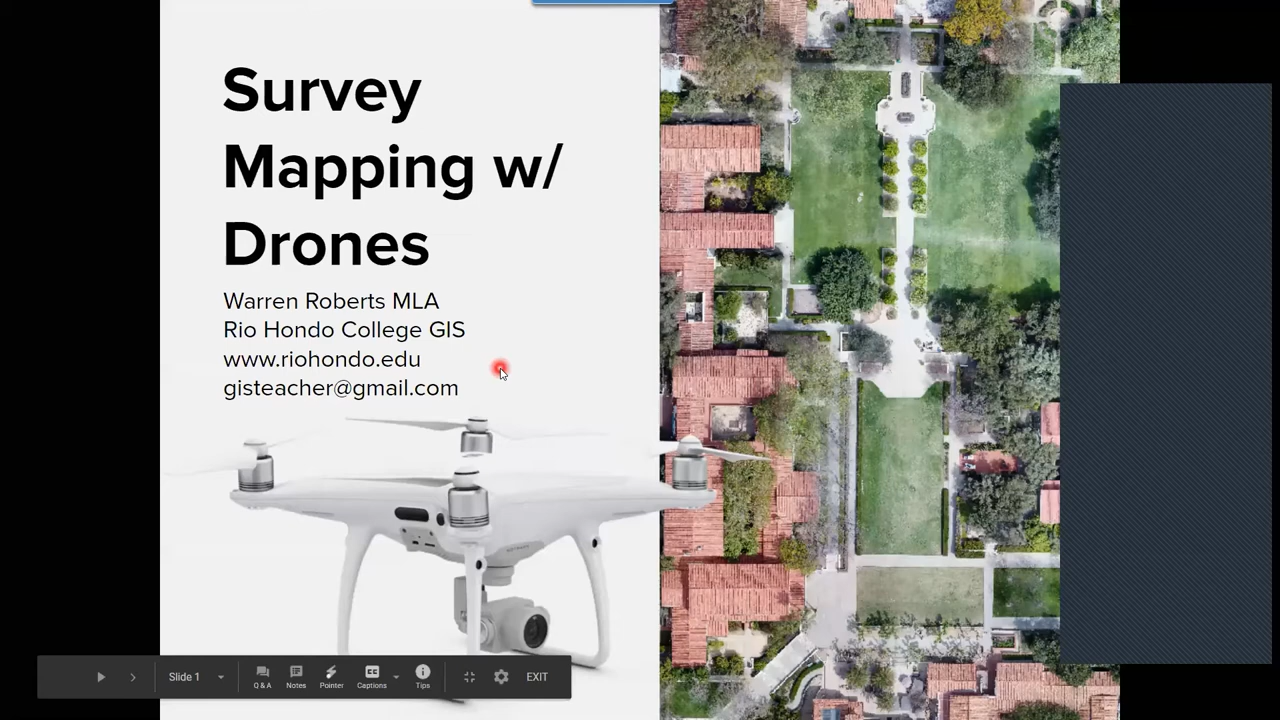 Survey
Mapping w/
Drones
Warren Roberts MLA
Rio Hondo College GIS
www.riohondo.edu
gisteacher@gmail.com
Slide 1
Q & A
Notes
Pointer
Captions
Tips
EXIT